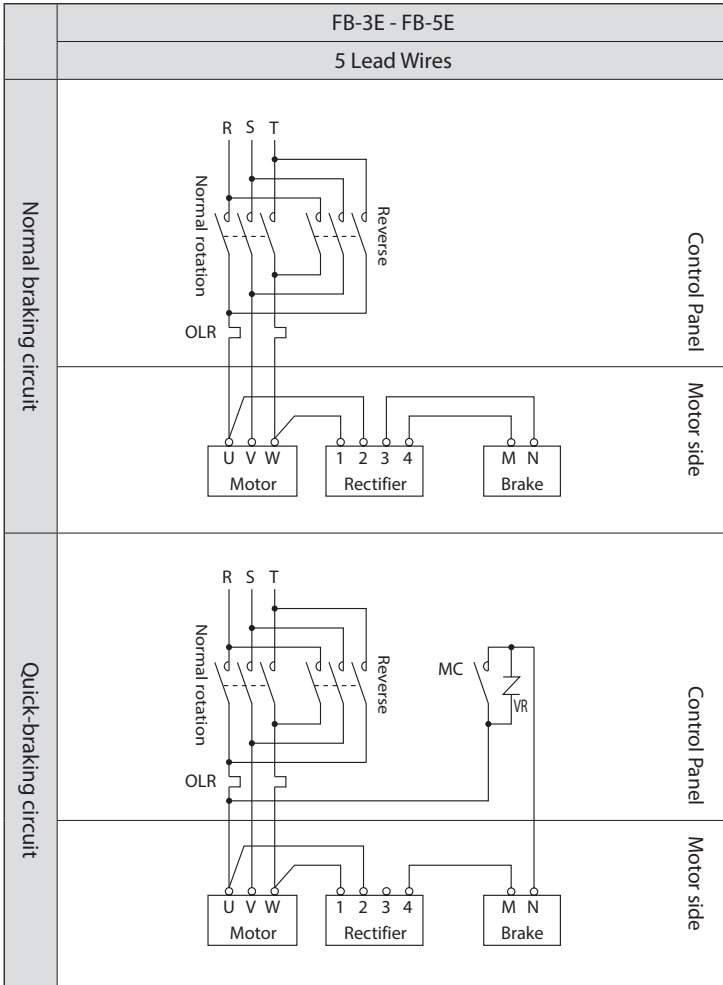 FB-3E - FB-5E
5 Lead Wires
Normal braking circuit
R S T
Normal rotation
Reverse
OLR
Control Panel
Motor side
U V W
Motor
1 2 3 4
Rectifier
M N
Brake
Quick-braking circuit
R S T
Normal rotation
Reverse
MC
VR
OLR
Control Panel
Motor side
U V W
Motor
1 2 3 4
Rectifier
M N
Brake